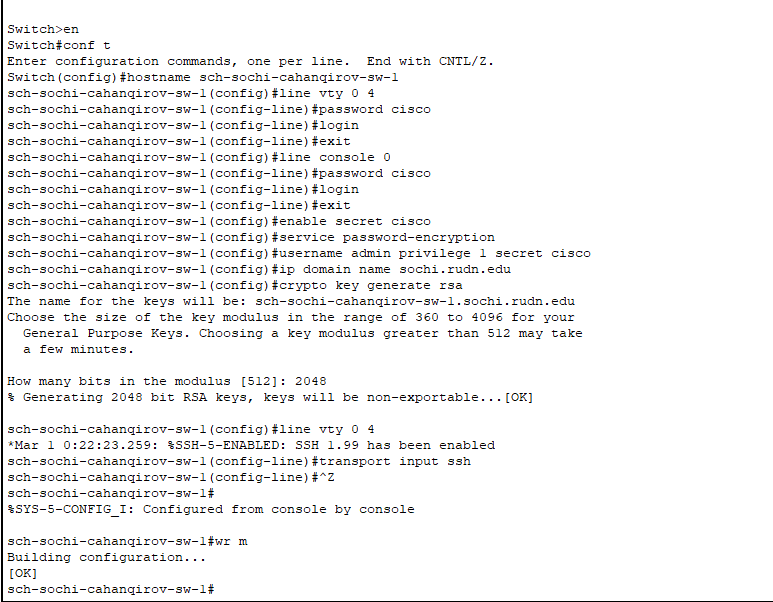 Switch>en
Switch#conf t
Enter configuration commands, one per line.  End with CNTL/Z.
Switch(config)#hostname sch-sochi-cahanqirov-sw-1
sch-sochi-cahanqirov-sw-1(config)#line vty 0 4
sch-sochi-cahanqirov-sw-1(config-line)#password cisco
sch-sochi-cahanqirov-sw-1(config-line)#login
sch-sochi-cahanqirov-sw-1(config-line)#exit
sch-sochi-cahanqirov-sw-1(config)#line console 0
sch-sochi-cahanqirov-sw-1(config-line)#password cisco
sch-sochi-cahanqirov-sw-1(config-line)#login
sch-sochi-cahanqirov-sw-1(config-line)#exit
sch-sochi-cahanqirov-sw-1(config)#enable secret cisco
sch-sochi-cahanqirov-sw-1(config)#service password-encryption
sch-sochi-cahanqirov-sw-1(config)#username admin privilege 1 secret cisco
sch-sochi-cahanqirov-sw-1(config)#ip domain name sochi.rudn.edu
sch-sochi-cahanqirov-sw-1(config)#crypto key generate rsa
The name for the keys will be: sch-sochi-cahanqirov-sw-1.sochi.rudn.edu
Choose the size of the key modulus in the range of 360 to 4096 for your
  General Purpose Keys. Choosing a key modulus greater than 512 may take
  a few minutes.

How many bits in the modulus [512]: 2048
% Generating 2048 bit RSA keys, keys will be non-exportable...[OK]

sch-sochi-cahanqirov-sw-1(config)#line vty 0 4
*Mar 1 0:22:23.259: %SSH-5-ENABLED: SSH 1.99 has been enabled
sch-sochi-cahanqirov-sw-1(config-line)#transport input ssh
sch-sochi-cahanqirov-sw-1(config-line)#^Z
sch-sochi-cahanqirov-sw-1#
%SYS-5-CONFIG_I: Configured from console by console

sch-sochi-cahanqirov-sw-1#wr m
Building configuration...
[OK]
sch-sochi-cahanqirov-sw-1#